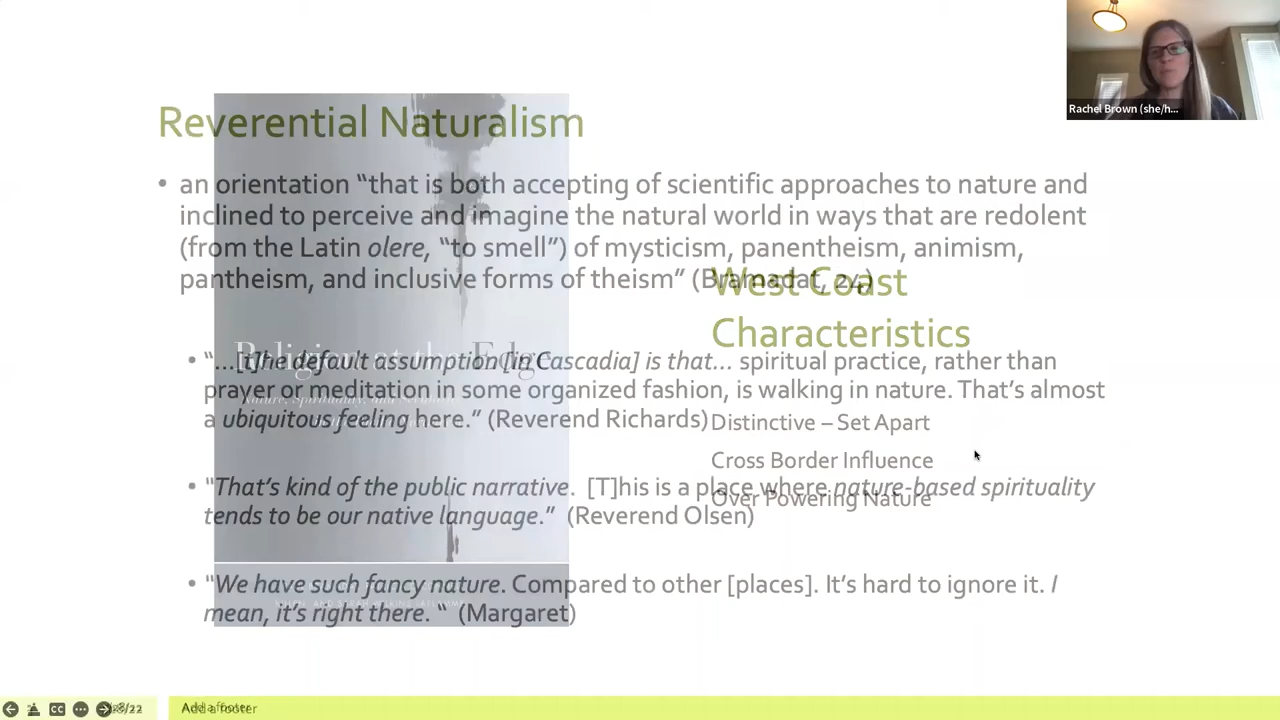 Rachel Brown (she/h...
Reverential Naturalism
• an orientation “that is both accepting of scientific approaches to nature and
inclined to perceive and imagine the natural world in ways that are redolent
(from the Latin olere, “to smell”) of mysticism, panentheism, animism,
pantheism, and inclusive forms of theism” (Bramadat, 24)
West Coast
Characteristics
Religion at the Edge
• “…[t]he default assumption [in Cascadia] is that… spiritual practice, rather than
prayer or meditation in some organized fashion, is walking in nature. That’s almost
a ubiquitous feeling here.” (Reverend Richards)
Distinctive – Set Apart
Cross Border Influence
Over Powering Nature
• “That’s kind of the public narrative. [T]his is a place where nature-based spirituality
tends to be our native language.” (Reverend Olsen)
• “We have such fancy nature. Compared to other [places]. It’s hard to ignore it. I
mean, it’s right there. “ (Margaret)
CC
Add a footer